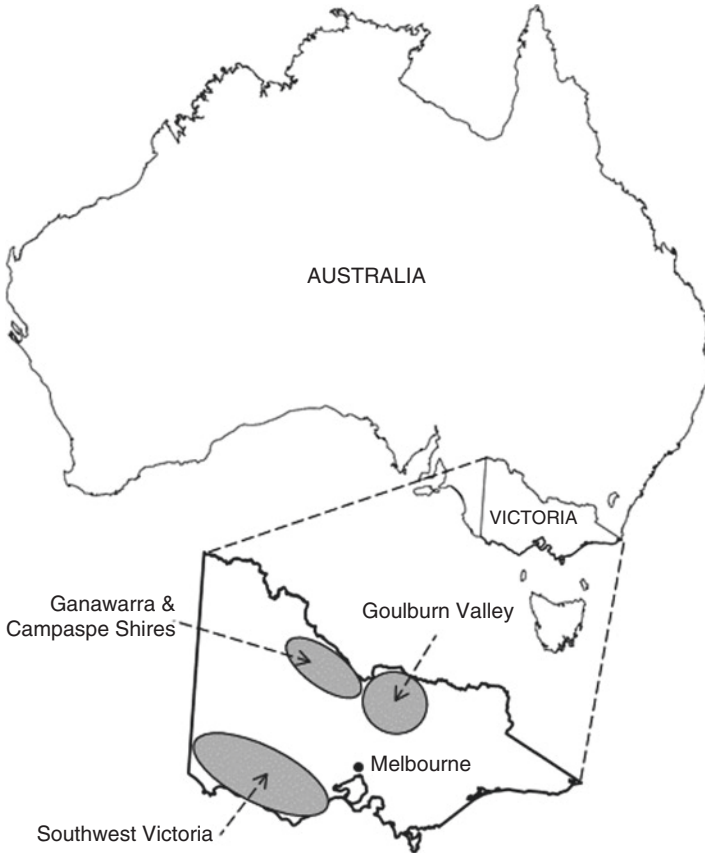 AUSTRALIA
VICTORIA
Ganawarra &
Campaspe Shires
Goulburn Valley
Melbourne
Southwest Victoria